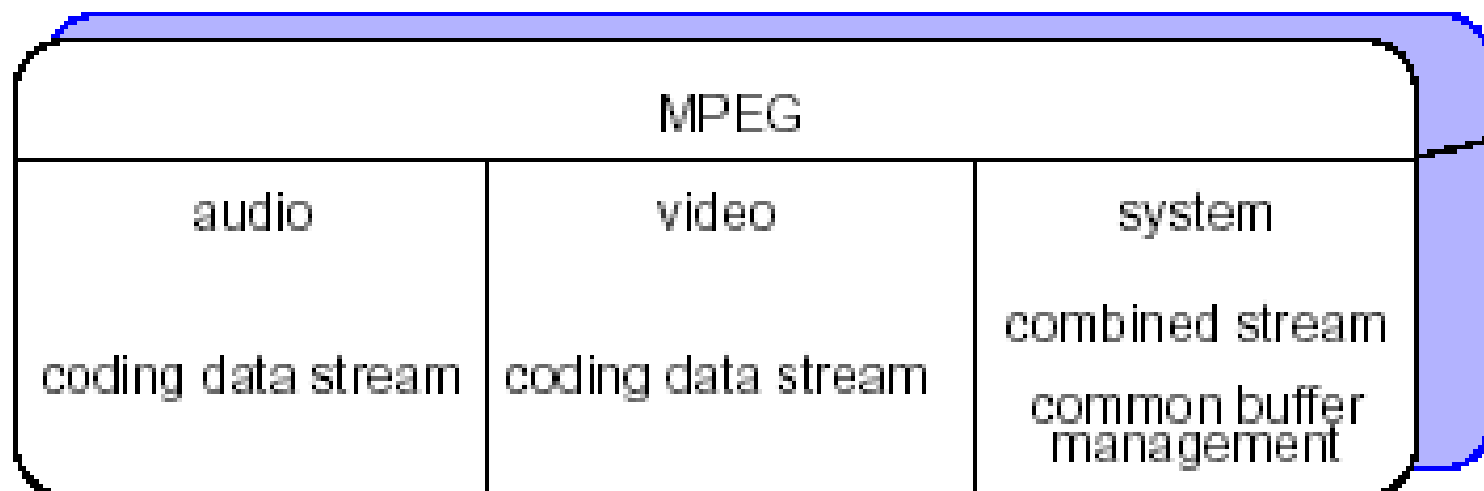 MPEG
audio
coding data stream
video
coding data stream
system
combined stream
common buffer
management